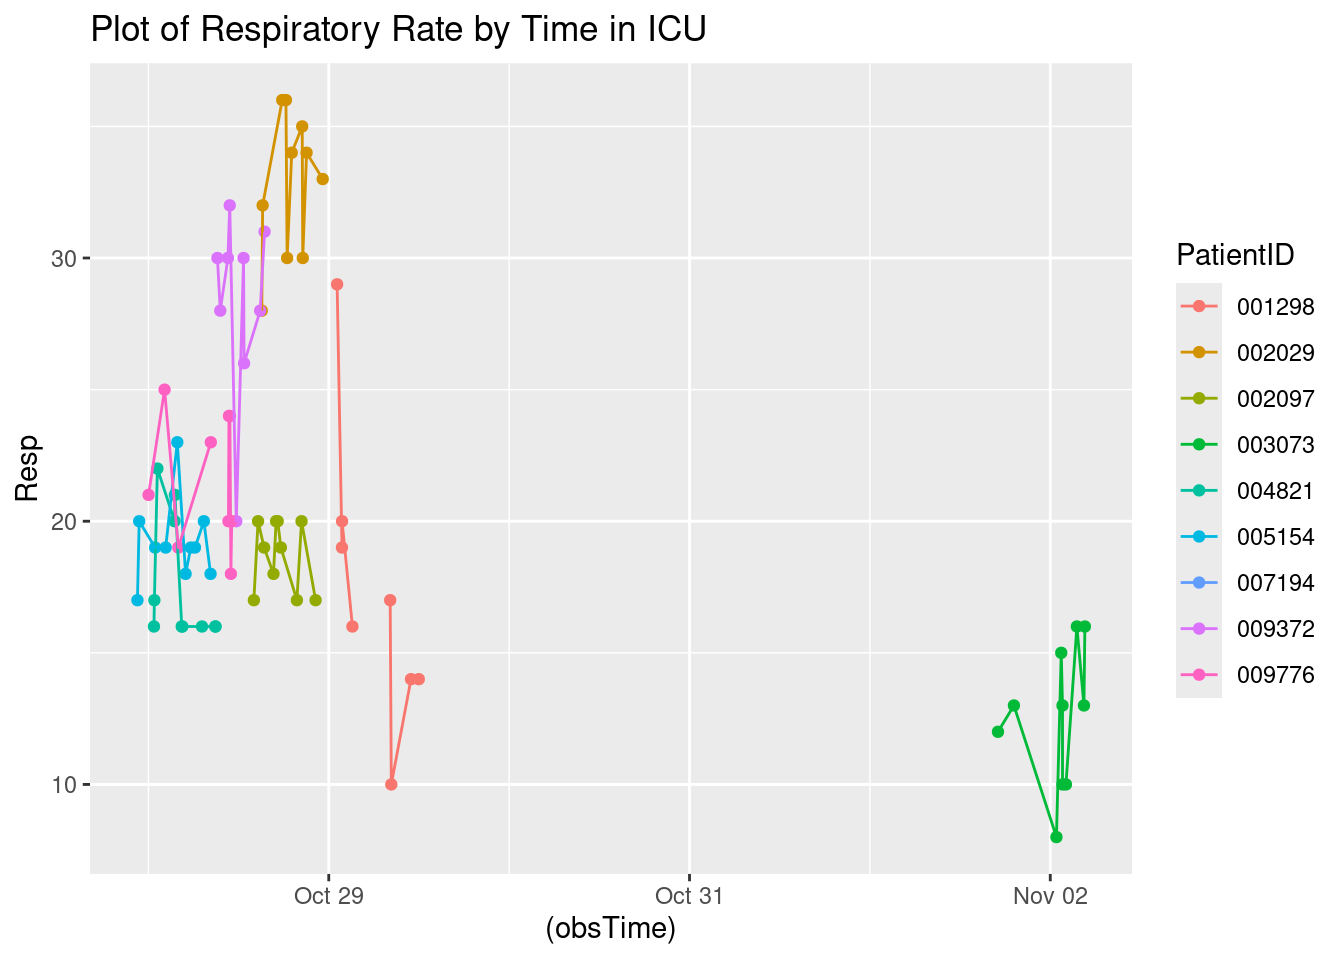 Plot of Respiratory Rate by Time in ICU
Resp
30
20
10
Oct 29
Oct 31
Nov 02
(obsTime)
PatientID
001298
002029
002097
003073
004821
005154
007194
009372
009776